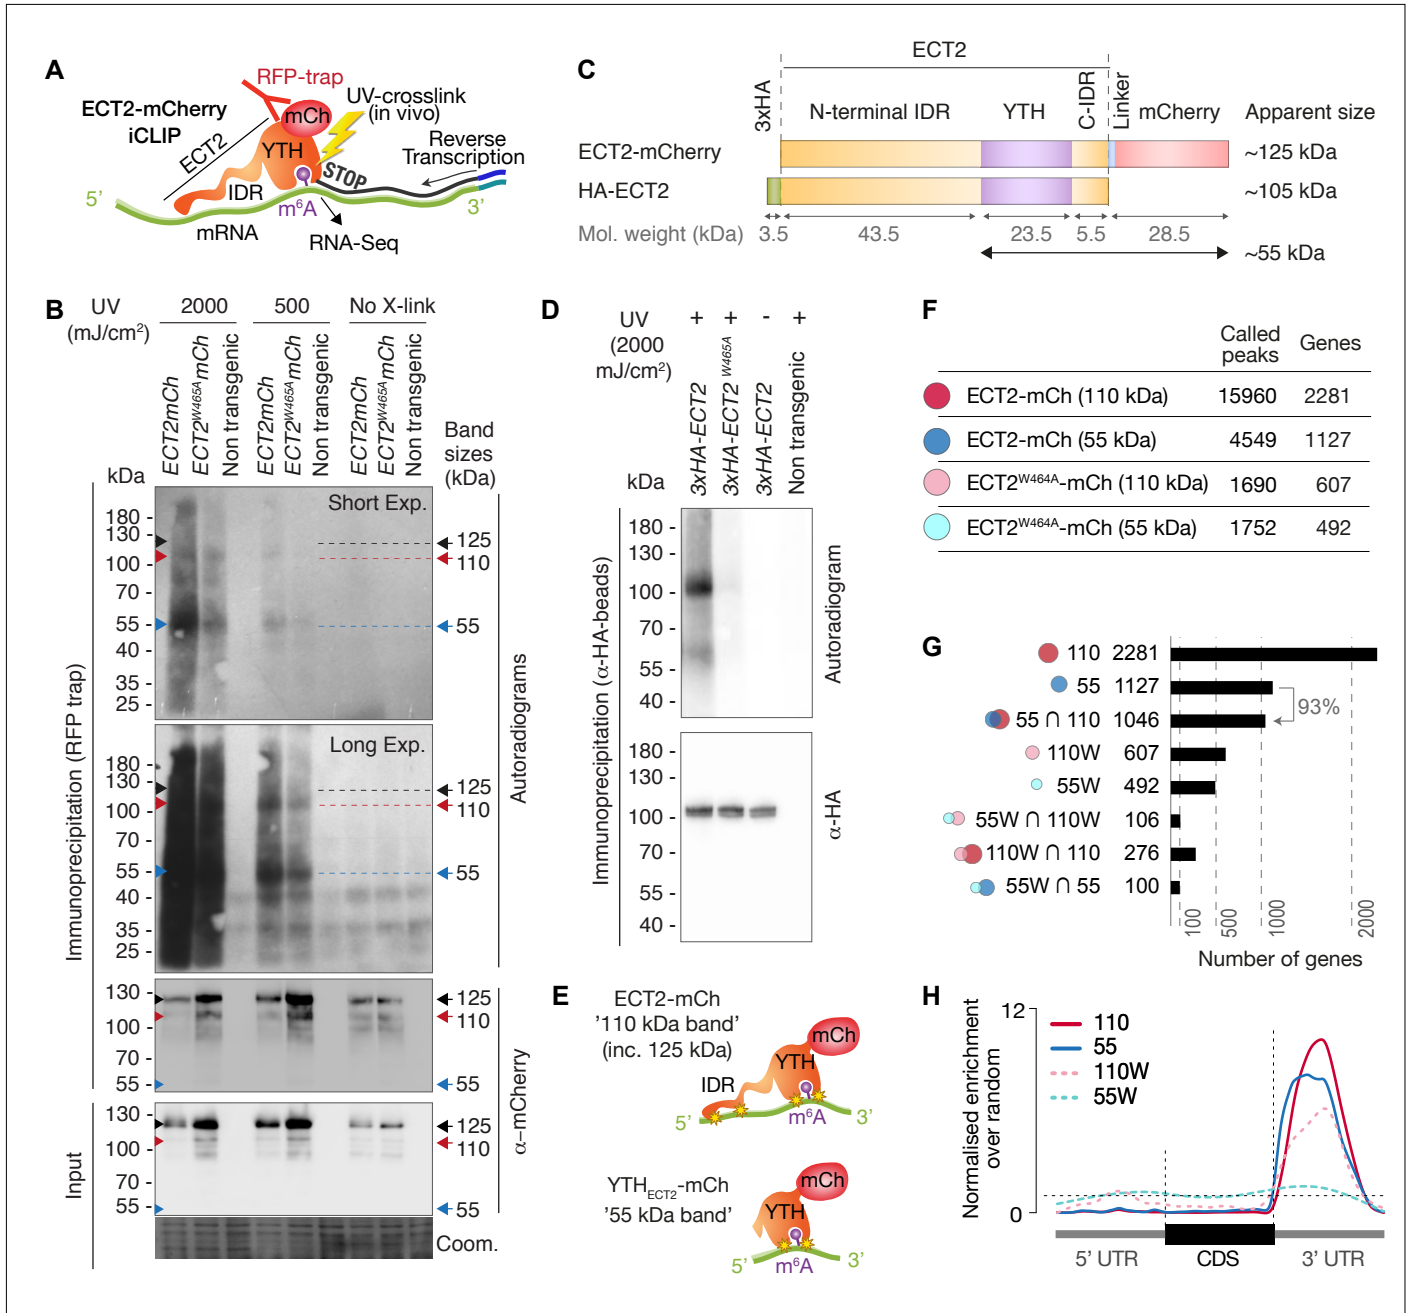 A
RFP-trap
ECT2-mCherry
iCLIP
mCh
UV-crosslink
(in vivo)
ECT2
YTH
STOP
Reverse
Transcription
IDR
5'
m⁶A
3'
mRNA
RNA-Seq
C
ECT2
3xHA
N-terminal IDR
YTH
C-IDR
Linker
mCherry
Apparent size
ECT2-mCherry
~125 kDa
HA-ECT2
~105 kDa
Mol. weight (kDa) 3.5 43.5 23.5 5.5 28.5
~55 kDa
B
UV
(mJ/cm²)
2000 500 No X-link
ECT2mCh
ECT2ᵂ⁴⁶⁵ᴬmCh
Non transgenic
ECT2mCh
ECT2ᵂ⁴⁶⁵ᴬmCh
Non transgenic
ECT2mCh
ECT2ᵂ⁴⁶⁵ᴬmCh
Non transgenic
Band
sizes
(kDa)
kDa
Immunoprecipitation (RFP trap)
Short Exp.
180 -
130 -
100 -
70 -
55 -
40 -
35 -
25 -
125
110
55
Autoradiograms
Long Exp.
180 -
130 -
100 -
70 -
55 -
40 -
35 -
25 -
125
110
55
130 -
100 -
70 -
55 -
125
110
55
α–mCherry
Input
130 -
100 -
70 -
55 -
125
110
55
Coom.
D
UV
(2000
mJ/cm²)
+ + - +
3xHA-ECT2
3xHA-ECT2ᵂ⁴⁶⁵ᴬ
3xHA-ECT2
Non transgenic
kDa
Immunoprecipitation (α-HA-beads)
180 -
130 -
100 -
70 -
55 -
40 -
Autoradiogram
180 -
130 -
100 -
70 -
55 -
40 -
α-HA
E
ECT2-mCh
'110 kDa band'
(inc. 125 kDa)
mCh
YTH
IDR
5'
m⁶A
3'
YTH_ECT2-mCh
'55 kDa band'
mCh
YTH
5'
m⁶A
3'
F
Called
peaks
Genes
ECT2-mCh (110 kDa) 15960 2281
ECT2-mCh (55 kDa) 4549 1127
ECT2ᵂ⁴⁶⁴ᴬ-mCh (110 kDa) 1690 607
ECT2ᵂ⁴⁶⁴ᴬ-mCh (55 kDa) 1752 492
G
110 2281
55 1127
93%
55 ∩ 110 1046
110W 607
55W 492
55W ∩ 110W 106
110W ∩ 110 276
55W ∩ 55 100
100
500
1000
2000
Number of genes
H
Normalised enrichment
over random
12
0
110
55
110W
55W
5' UTR
CDS
3' UTR